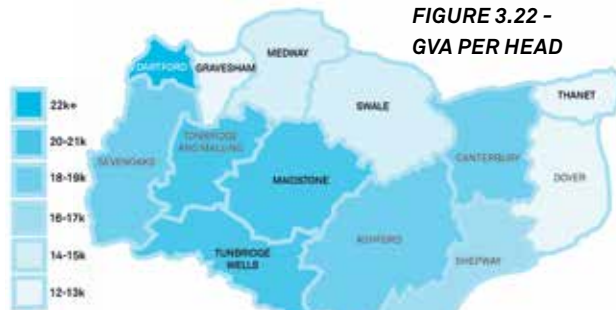 FIGURE 3.22 -
GVA PER HEAD
MEDWAY
DARTFORD
GRAVESHAM
THANET
SWALE
22k+
20-21k
18-19k
16-17k
14-15k
12-13k
TONBRIDGE
AND MALLING
SEVENOAKS
CANTERBURY
MAIDSTONE
DOVER
ASHFORD
TUNBRIDGE
WELLS
SHEPWAY